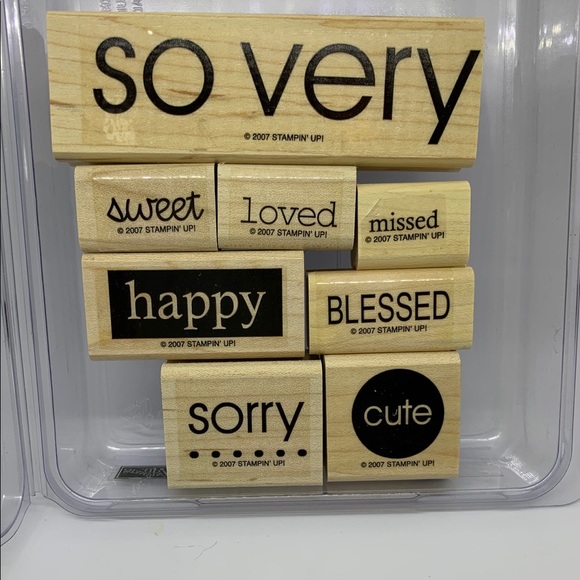 so very
© 2007 STAMPIN' UP!
sweet
© 2007 STAMPIN' UP!
loved
© 2007 STAMPIN' UP!
missed
© 2007 STAMPIN' UP!
happy
© 2007 STAMPIN' UP!
BLESSED
© 2007 STAMPIN' UP!
sorry
© 2007 STAMPIN' UP!
cute
© 2007 STAMPIN' UP!